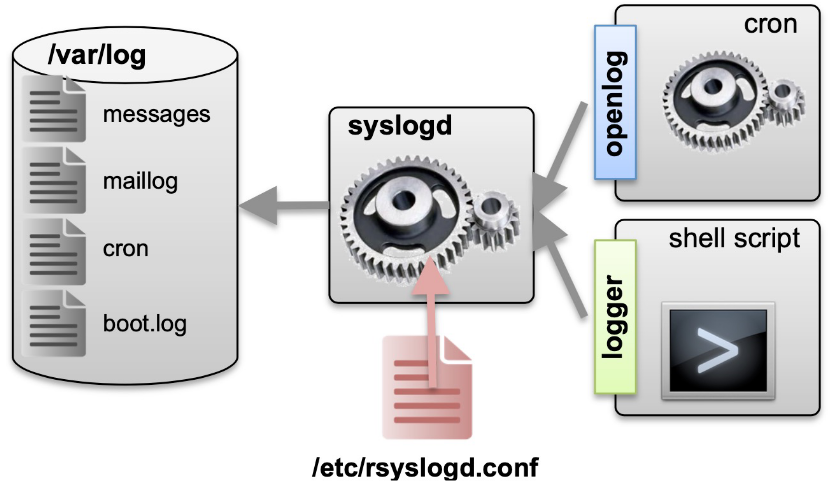 /var/log
messages
maillog
cron
boot.log
syslogd
/etc/rsyslogd.conf
openlog
cron
logger
shell script
>